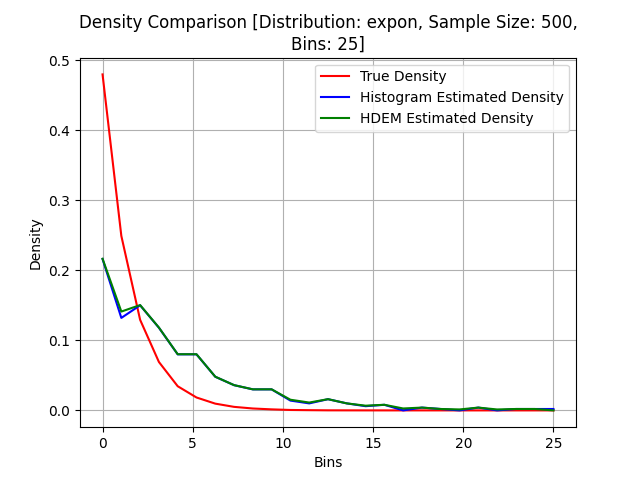 Density Comparison [Distribution: expon, Sample Size: 500,
Bins: 25]
True Density
Histogram Estimated Density
HDEM Estimated Density
Density
0.5
0.4
0.3
0.2
0.1
0.0
0 5 10 15 20 25
Bins